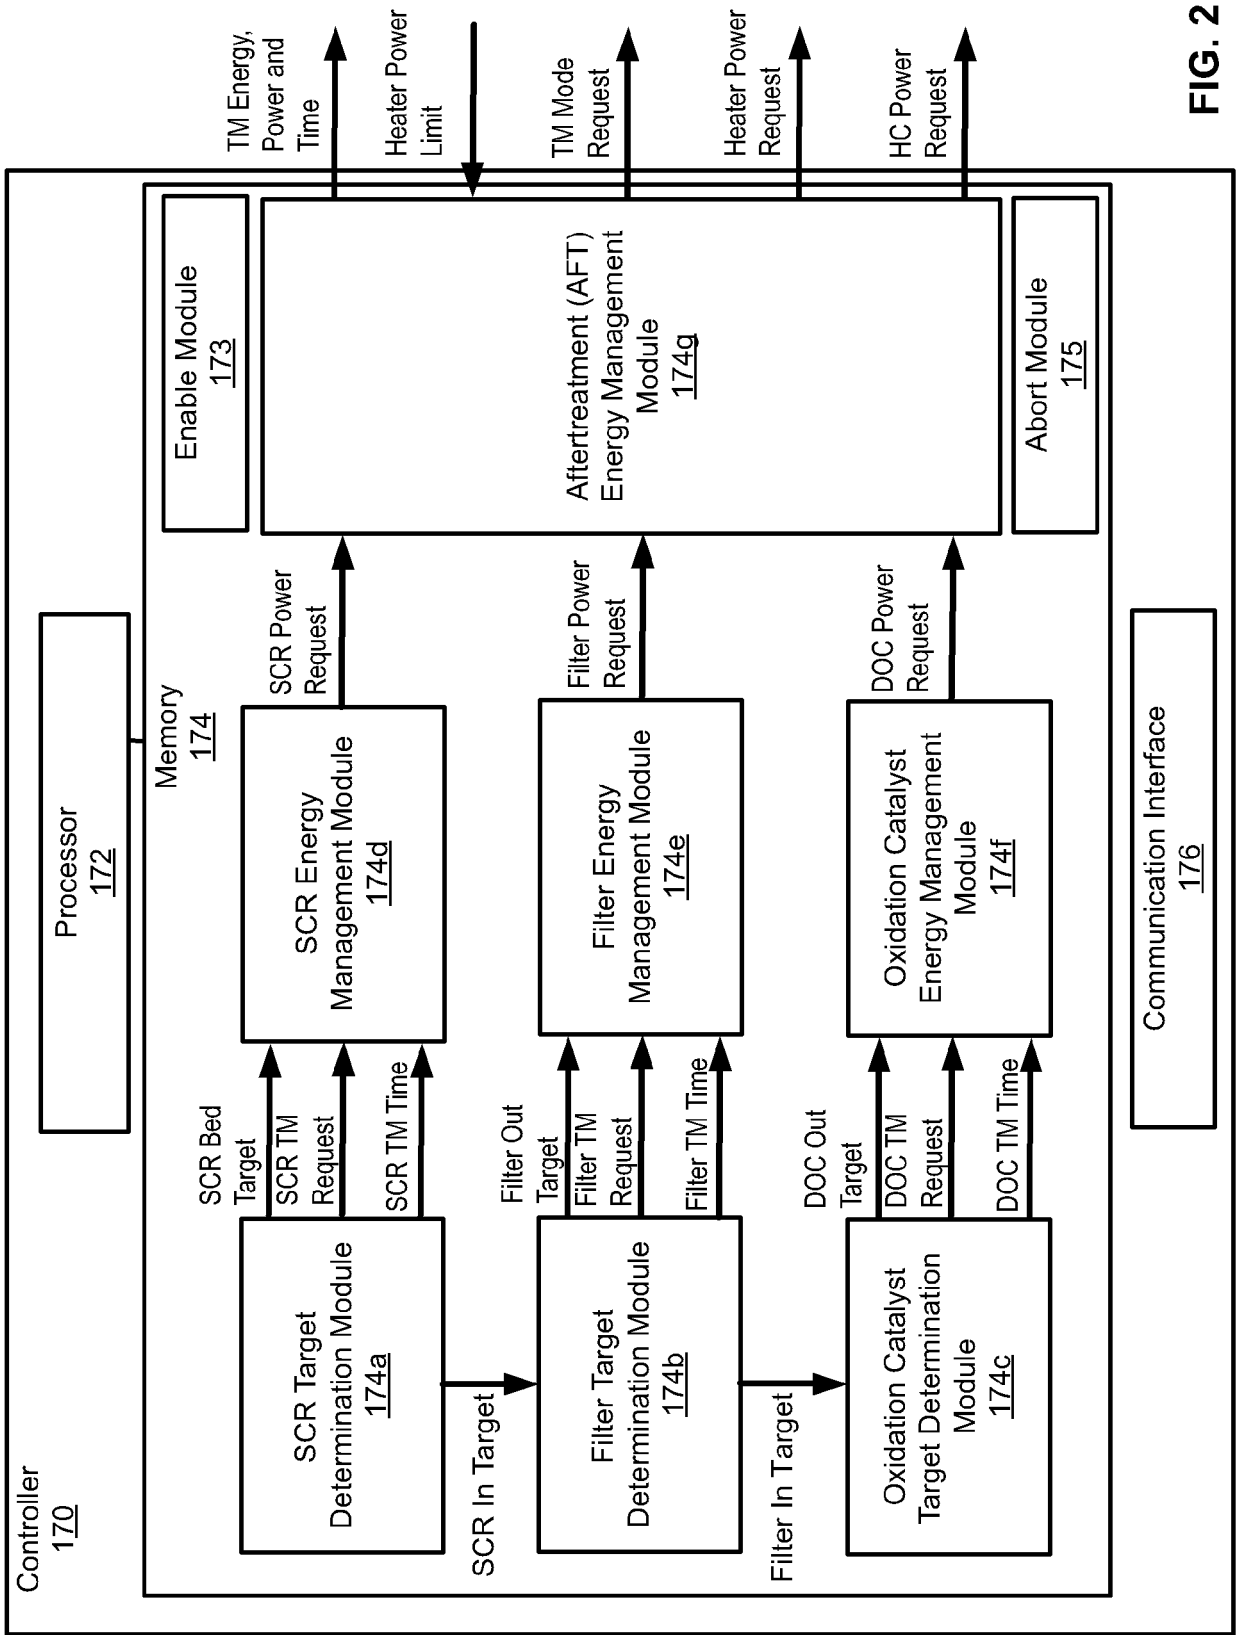 Controller
170
Processor
172
Memory
174
Enable Module
173
SCR Target
Determination Module
174a
SCR Bed
Target
SCR TM
Request
SCR TM Time
SCR Energy
Management Module
174d
SCR Power
Request
SCR In Target
Filter Target
Determination Module
174b
Filter Out
Target
Filter TM
Request
Filter TM Time
Filter Energy
Management Module
174e
Filter Power
Request
Filter In Target
Oxidation Catalyst
Target Determination
Module
174c
DOC Out
Target
DOC TM
Request
DOC TM Time
Oxidation Catalyst
Energy Management
Module
174f
DOC Power
Request
Aftertreatment (AFT)
Energy Management
Module
174g
Abort Module
175
TM Energy,
Power and
Time
Heater Power
Limit
TM Mode
Request
Heater Power
Request
HC Power
Request
Communication Interface
176
FIG. 2